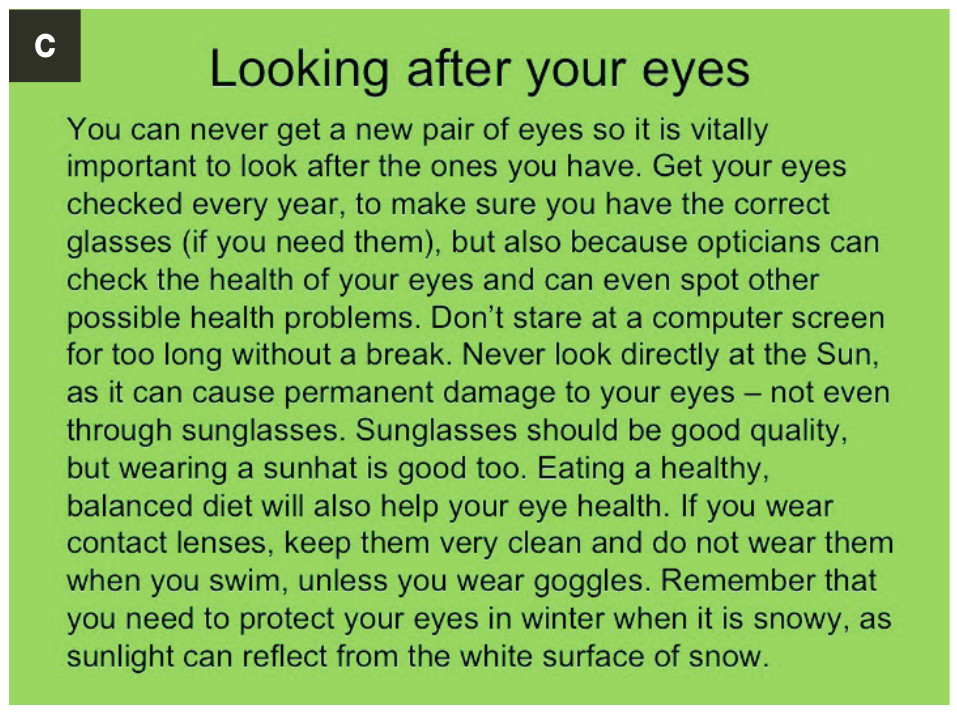 C
Looking after your eyes
You can never get a new pair of eyes so it is vitally
important to look after the ones you have. Get your eyes
checked every year, to make sure you have the correct
glasses (if you need them), but also because opticians can
check the health of your eyes and can even spot other
possible health problems. Don’t stare at a computer screen
for too long without a break. Never look directly at the Sun,
as it can cause permanent damage to your eyes – not even
through sunglasses. Sunglasses should be good quality,
but wearing a sunhat is good too. Eating a healthy,
balanced diet will also help your eye health. If you wear
contact lenses, keep them very clean and do not wear them
when you swim, unless you wear goggles. Remember that
you need to protect your eyes in winter when it is snowy, as
sunlight can reflect from the white surface of snow.